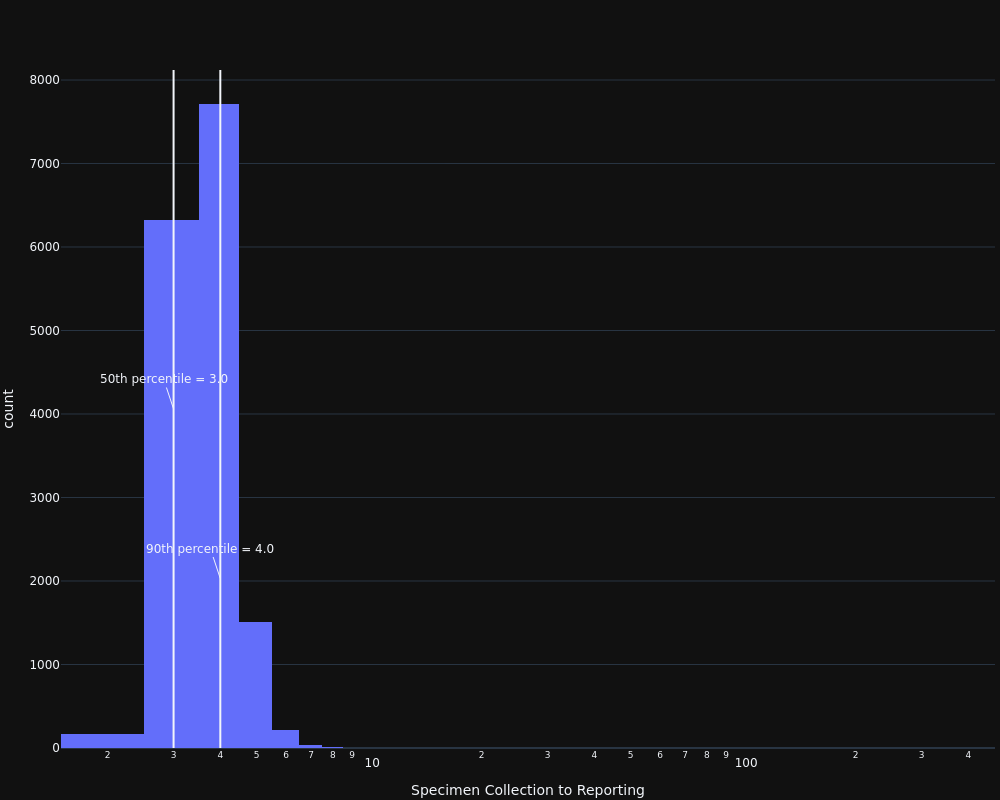 8000
7000
6000
5000
50th percentile = 3.0
4000
count
3000
90th percentile = 4.0
2000
1000
0
2 3 4 5 6 7 8 9 10 2 3 4 5 6 7 8 9 100 2 3 4
Specimen Collection to Reporting